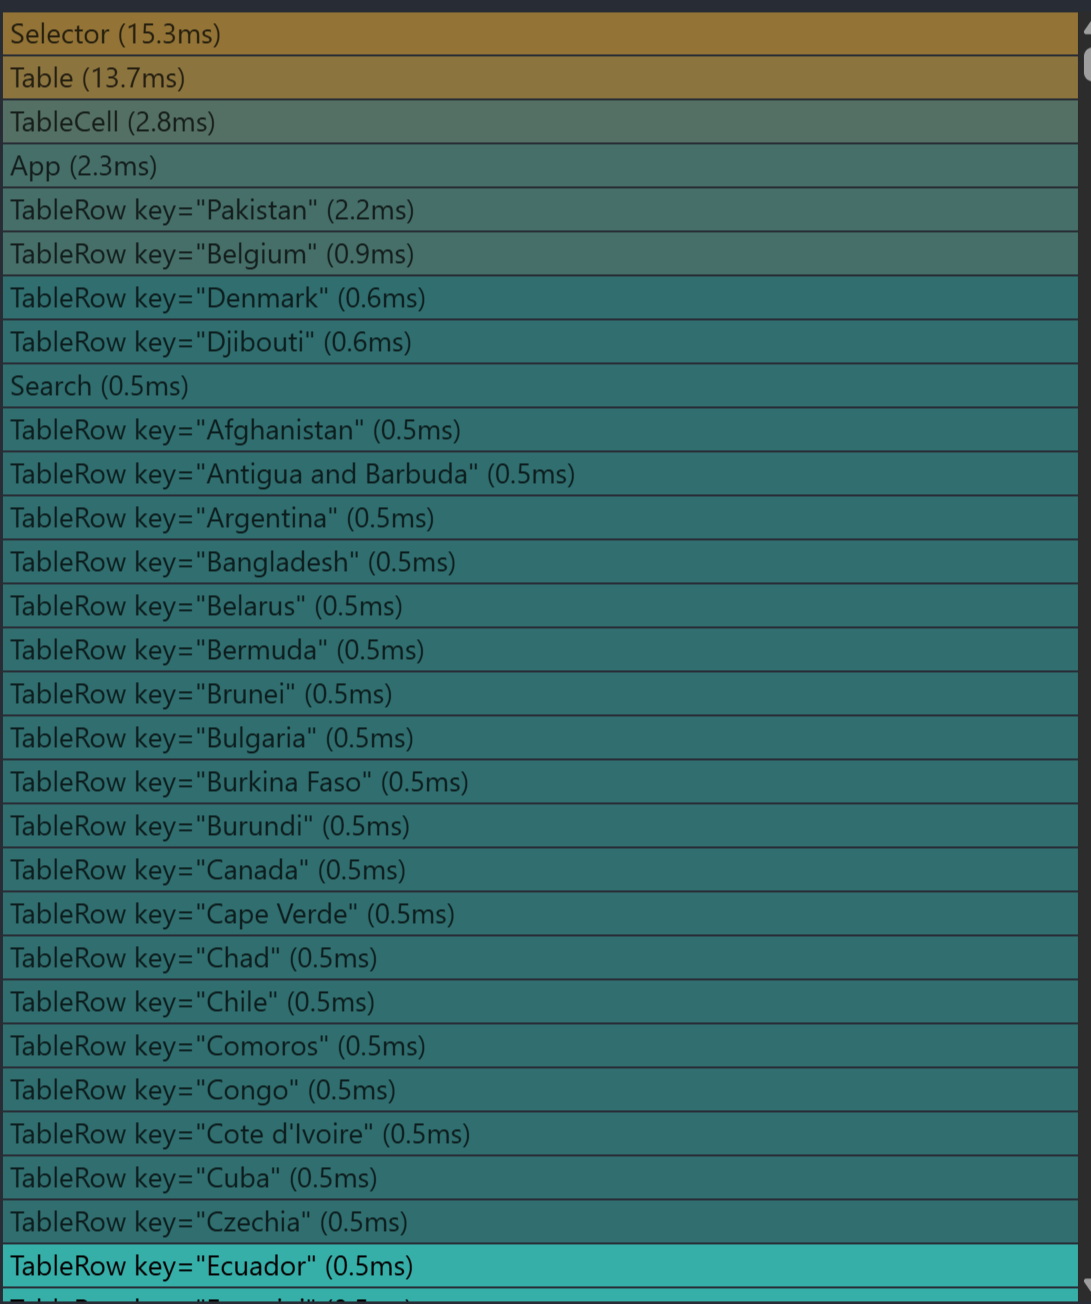 Selector (15.3ms)
Table (13.7ms)
TableCell (2.8ms)
App (2.3ms)
TableRow key="Pakistan" (2.2ms)
TableRow key="Belgium" (0.9ms)
TableRow key="Denmark" (0.6ms)
TableRow key="Djibouti" (0.6ms)
Search (0.5ms)
TableRow key="Afghanistan" (0.5ms)
TableRow key="Antigua and Barbuda" (0.5ms)
TableRow key="Argentina" (0.5ms)
TableRow key="Bangladesh" (0.5ms)
TableRow key="Belarus" (0.5ms)
TableRow key="Bermuda" (0.5ms)
TableRow key="Brunei" (0.5ms)
TableRow key="Bulgaria" (0.5ms)
TableRow key="Burkina Faso" (0.5ms)
TableRow key="Burundi" (0.5ms)
TableRow key="Canada" (0.5ms)
TableRow key="Cape Verde" (0.5ms)
TableRow key="Chad" (0.5ms)
TableRow key="Chile" (0.5ms)
TableRow key="Comoros" (0.5ms)
TableRow key="Congo" (0.5ms)
TableRow key="Cote d'Ivoire" (0.5ms)
TableRow key="Cuba" (0.5ms)
TableRow key="Czechia" (0.5ms)
TableRow key="Ecuador" (0.5ms)